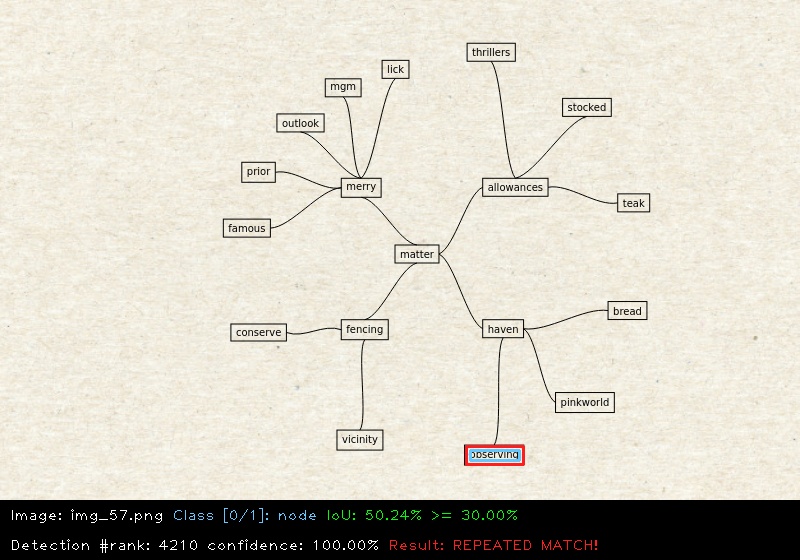 thrillers
lick
mgm
stocked
outlook
prior
merry
allowances
teak
famous
matter
bread
fencing
haven
conserve
pinkworld
vicinity
observing
Image: img_57.png Class [0/1]: node IoU: 50.24% >= 30.00%
Detection #rank: 4210 confidence: 100.00% Result: REPEATED MATCH!